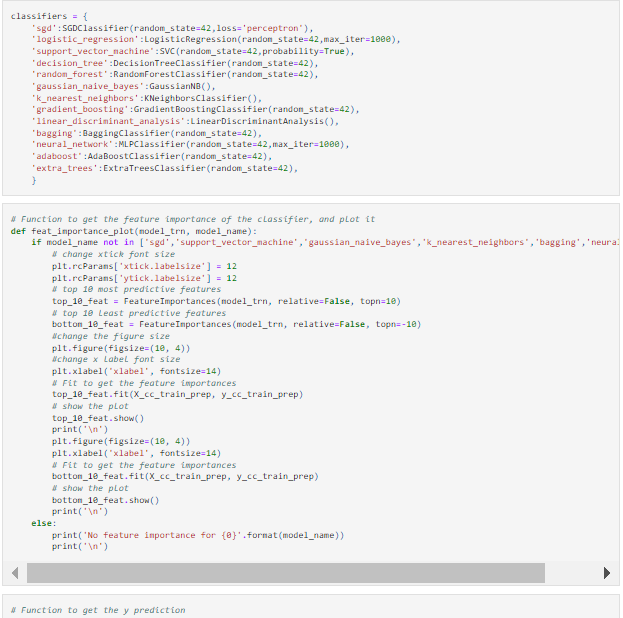 classifiers = {
    'sgd':SGDClassifier(random_state=42,loss='perceptron'),
    'logistic_regression':LogisticRegression(random_state=42,max_iter=1000),
    'support_vector_machine':SVC(random_state=42,probability=True),
    'decision_tree':DecisionTreeClassifier(random_state=42),
    'random_forest':RandomForestClassifier(random_state=42),
    'gaussian_naive_bayes':GaussianNB(),
    'k_nearest_neighbors':KNeighborsClassifier(),
    'gradient_boosting':GradientBoostingClassifier(random_state=42),
    'linear_discriminant_analysis':LinearDiscriminantAnalysis(),
    'bagging':BaggingClassifier(random_state=42),
    'neural_network':MLPClassifier(random_state=42,max_iter=1000),
    'adaboost':AdaBoostClassifier(random_state=42),
    'extra_trees':ExtraTreesClassifier(random_state=42),
    }
# Function to get the feature importance of the classifier, and plot it
def feat_importance_plot(model_trn, model_name):
    if model_name not in ['sgd','support_vector_machine','gaussian_naive_bayes','k_nearest_neighbors','bagging','neural
        # change xtick font size
        plt.rcParams['xtick.labelsize'] = 12
        plt.rcParams['ytick.labelsize'] = 12
        # top 10 most predictive features
        top_10_feat = FeatureImportances(model_trn, relative=False, topn=10)
        # top 10 least predictive features
        bottom_10_feat = FeatureImportances(model_trn, relative=False, topn=-10)
        #change the figure size
        plt.figure(figsize=(10, 4))
        #change x label font size
        plt.xlabel('xlabel', fontsize=14)
        # Fit to get the feature importances
        top_10_feat.fit(X_cc_train_prep, y_cc_train_prep)
        # show the plot
        top_10_feat.show()
        print('\n')
        plt.figure(figsize=(10, 4))
        plt.xlabel('xlabel', fontsize=14)
        # Fit to get the feature importances
        bottom_10_feat.fit(X_cc_train_prep, y_cc_train_prep)
        # show the plot
        bottom_10_feat.show()
        print('\n')
    else:
        print('No feature importance for {0}'.format(model_name))
        print('\n')
# Function to get the y prediction